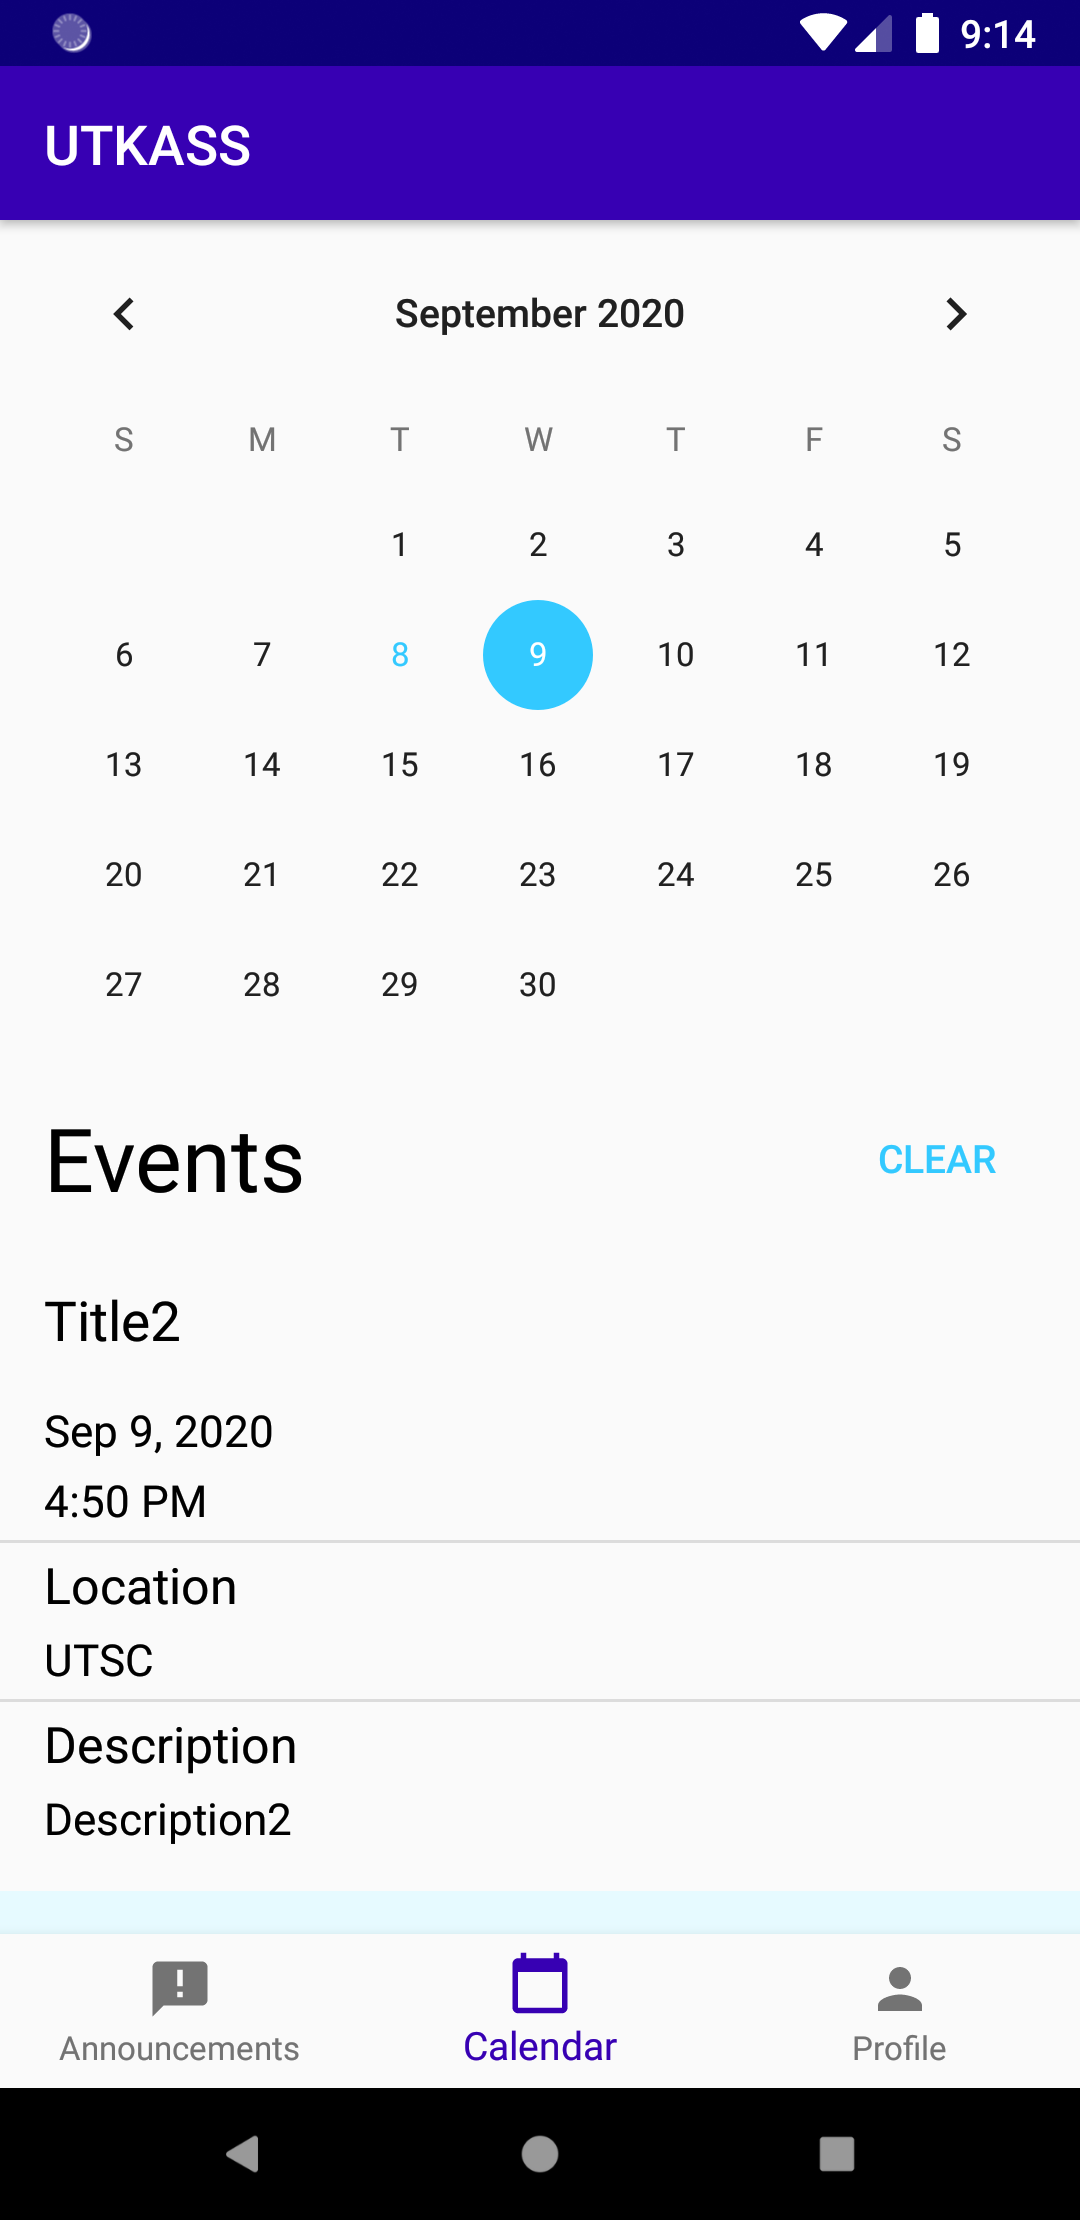 9:14
UTKASS
September 2020
S M T W T F S
1 2 3 4 5
6 7 8 9 10 11 12
13 14 15 16 17 18 19
20 21 22 23 24 25 26
27 28 29 30
Events CLEAR
Title2
Sep 9, 2020
4:50 PM
Location
UTSC
Description
Description2
Announcements Calendar Profile